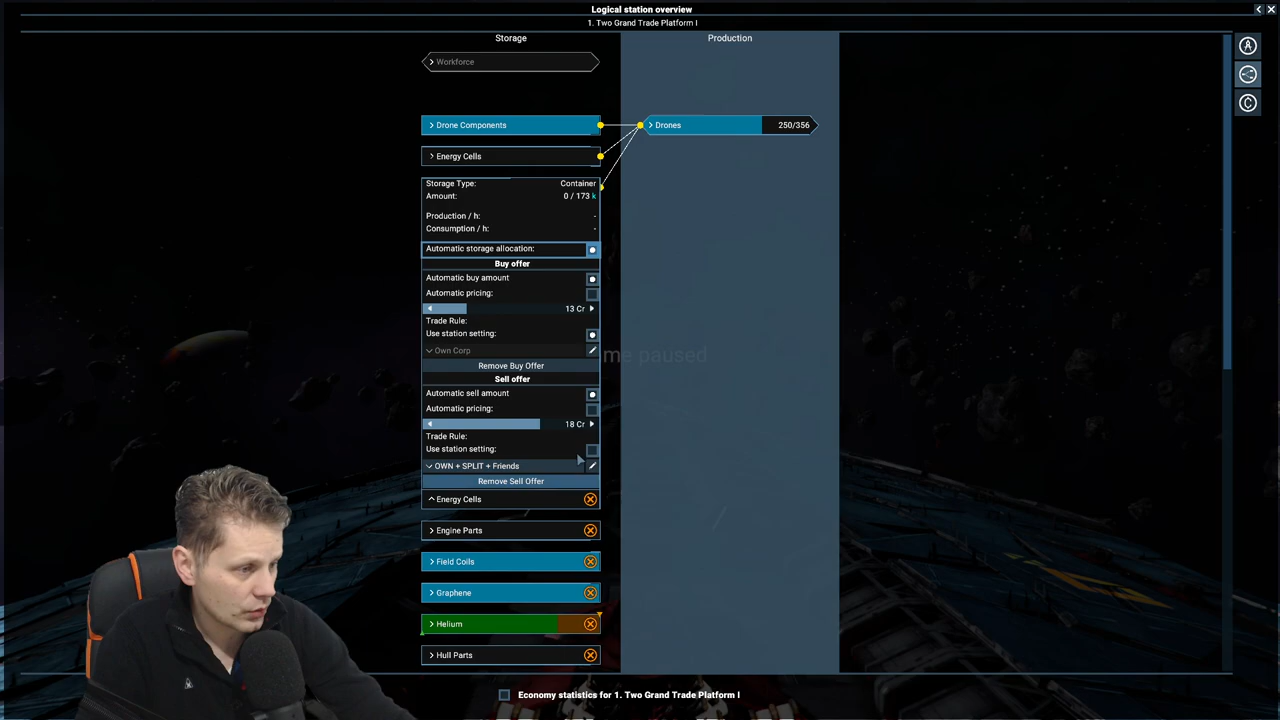 Logical station overview
1. Two Grand Trade Platform I
Storage
Production
Workforce
Drone Components
Drones 250/356
Energy Cells
Storage Type: Container
Amount: 0 / 173 k
Production / h: -
Consumption / h: -
Automatic storage allocation:
Buy offer
Automatic buy amount
Automatic pricing:
13 Cr
Trade Rule:
Use station setting:
me paused
Own Corp
Remove Buy Offer
Sell offer
Automatic sell amount
Automatic pricing:
18 Cr
Trade Rule:
Use station setting:
OWN + SPLIT + Friends
Remove Sell Offer
Energy Cells
Engine Parts
Field Coils
Graphene
Helium
Hull Parts
Economy statistics for 1. Two Grand Trade Platform I